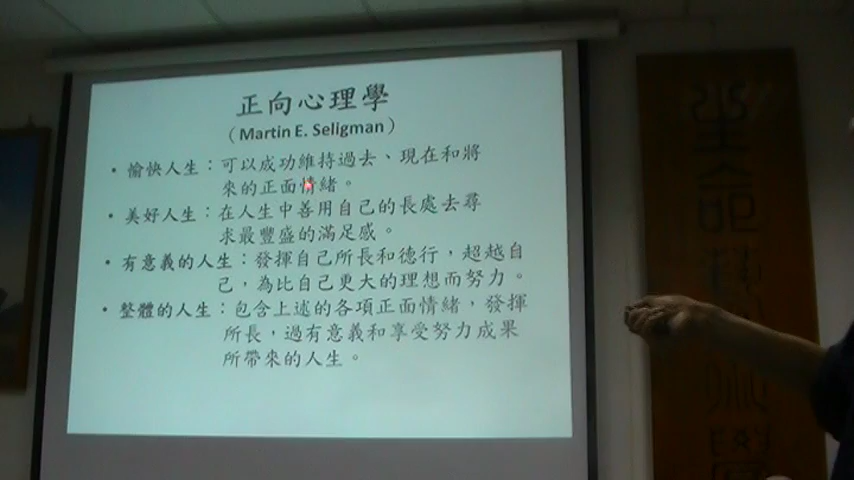 正向心理學
（Martin E. Seligman）
• 愉快人生：可以成功維持過去、現在和將
來的正面情緒。
• 美好人生：在人生中善用自己的長處去尋
求最豐盛的滿足感。
• 有意義的人生：發揮自己所長和德行，超越自
己，為比自己更大的理想而努力。
• 整體的人生：包含上述的各項正面情緒，發揮
所長，過有意義和享受努力成果
所帶來的人生。